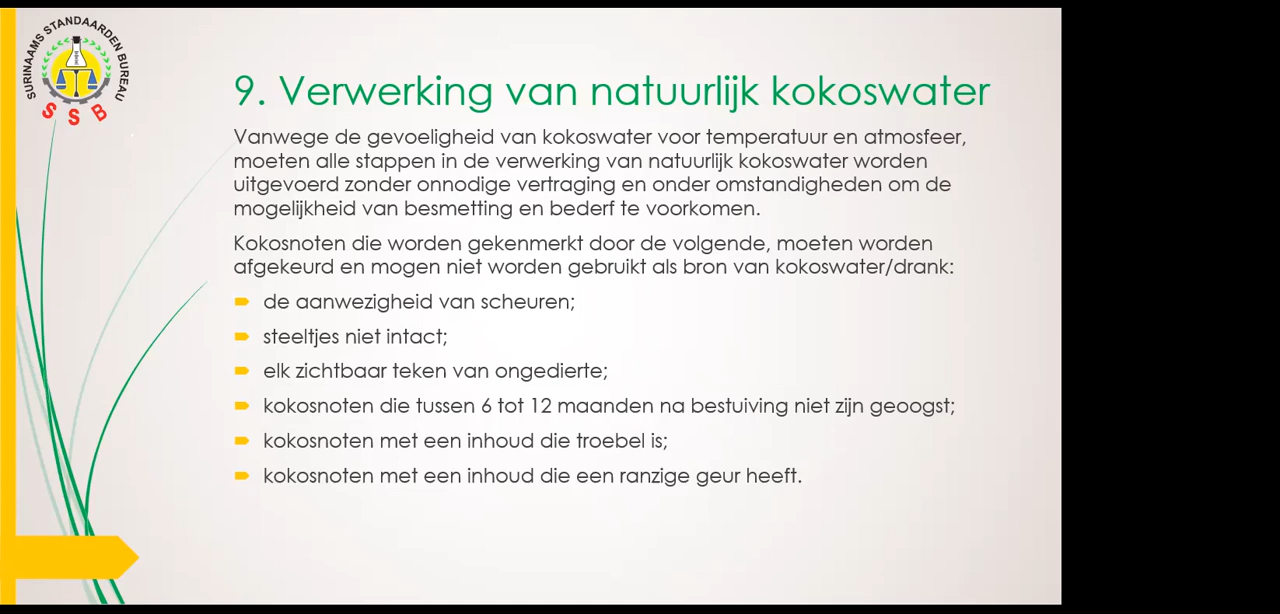 SURINAAMS STANDAARDEN BUREAU
SSB
9. Verwerking van natuurlijk kokoswater
Vanwege de gevoeligheid van kokoswater voor temperatuur en atmosfeer,
moeten alle stappen in de verwerking van natuurlijk kokoswater worden
uitgevoerd zonder onnodige vertraging en onder omstandigheden om de
mogelijkheid van besmetting en bederf te voorkomen.
Kokosnoten die worden gekenmerkt door de volgende, moeten worden
afgekeurd en mogen niet worden gebruikt als bron van kokoswater/drank:
de aanwezigheid van scheuren;
steeltjes niet intact;
elk zichtbaar teken van ongedierte;
kokosnoten die tussen 6 tot 12 maanden na bestuiving niet zijn geoogst;
kokosnoten met een inhoud die troebel is;
kokosnoten met een inhoud die een ranzige geur heeft.